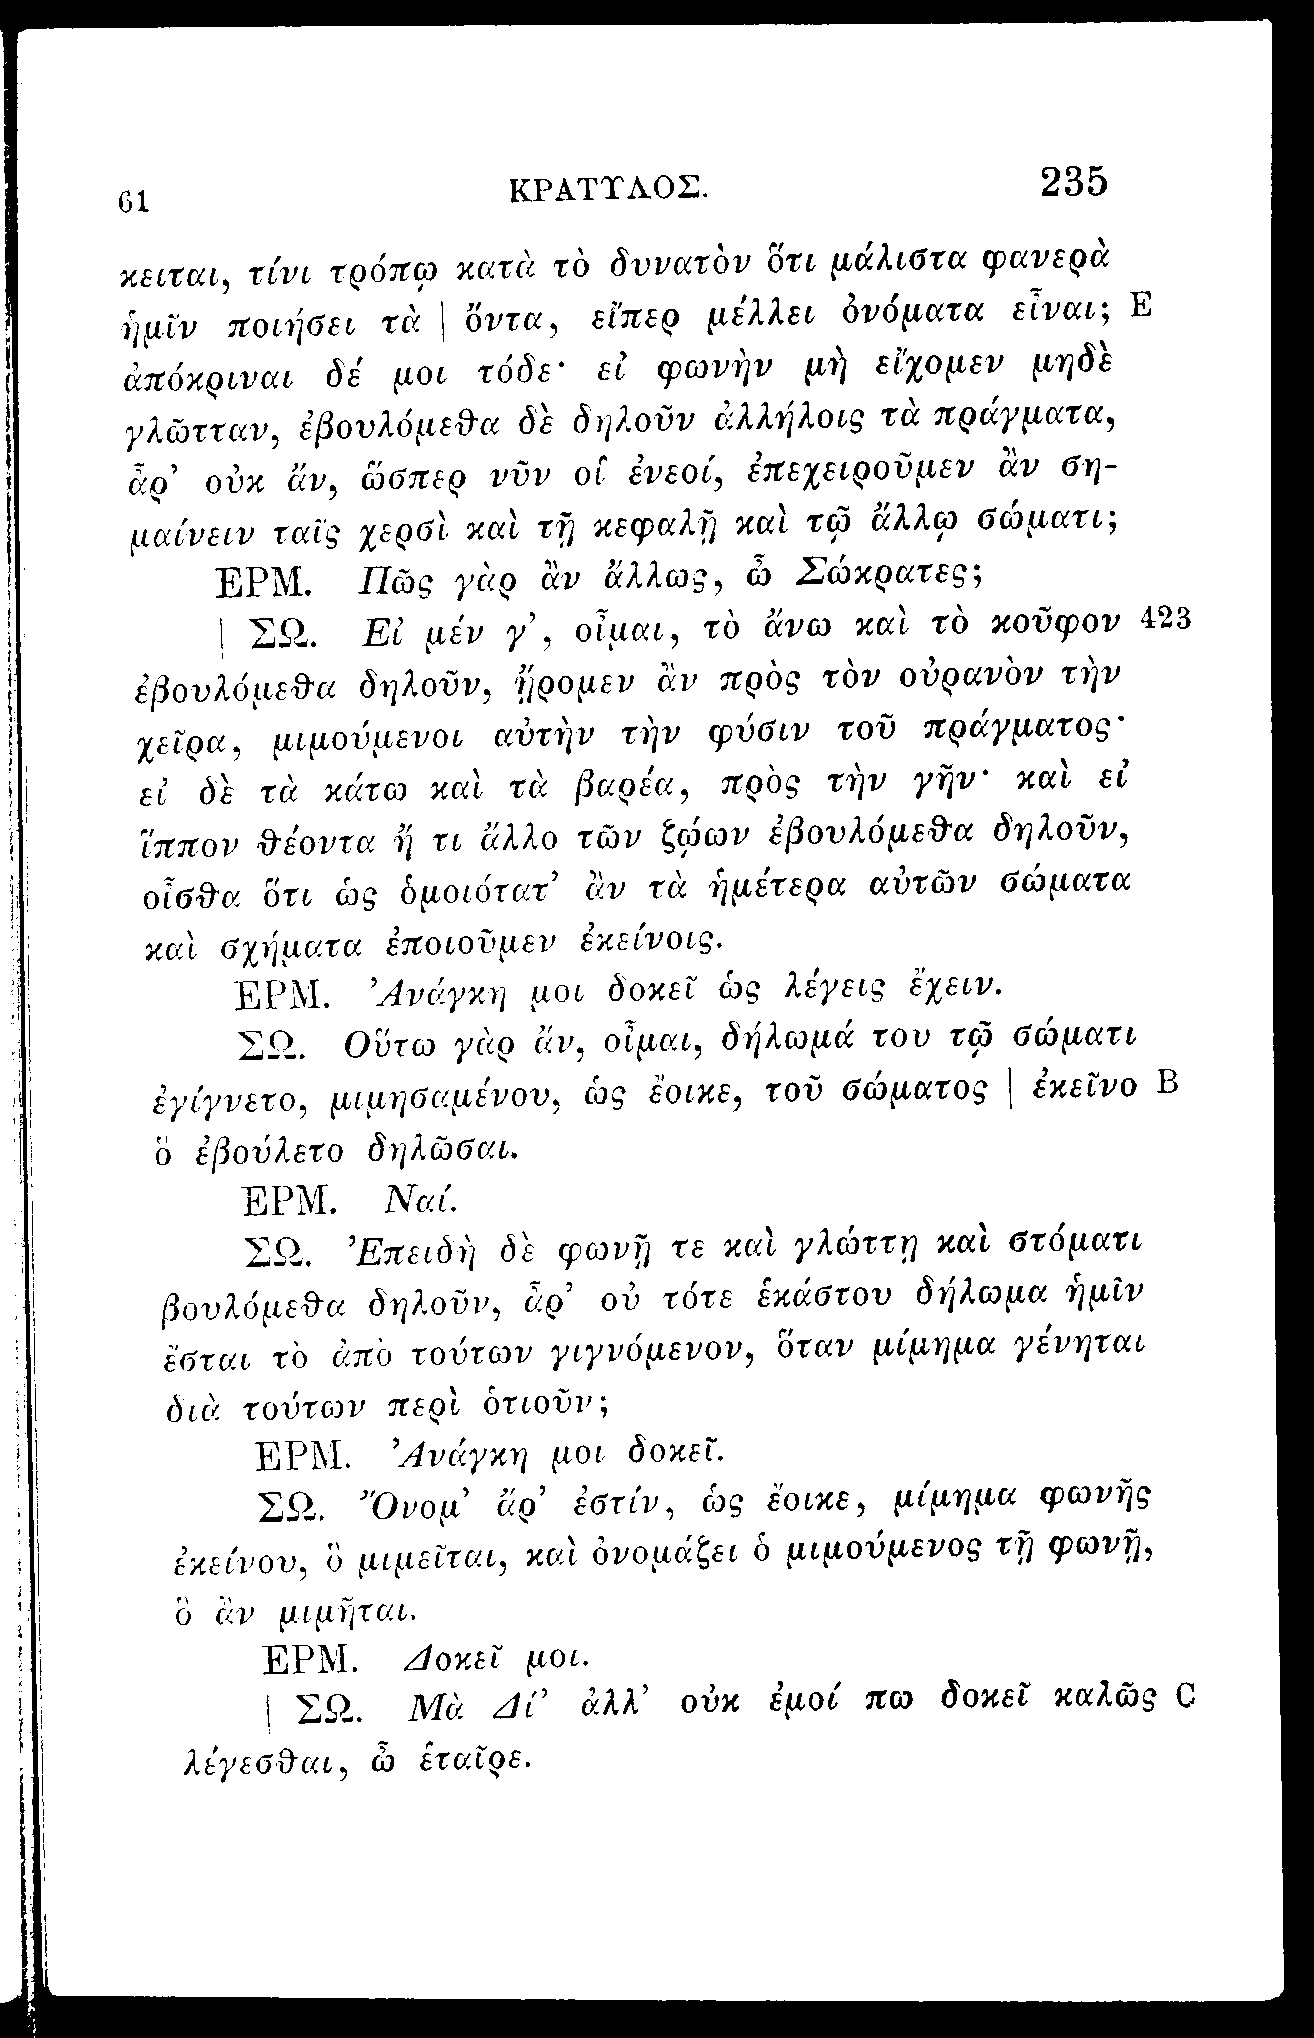 61 ΚΡΑΤΥΛΟΣ. 235
κειται, τίνι τρόπῳ κατὰ τὸ δυνατὸν ὅτι μάλιστα φανερὰ
ἡμῖν ποιήσει τὰ | ὄντα, εἴπερ μέλλει ὀνόματα εἶναι; E
ἀπόκριναι δέ μοι τόδε· εἰ φωνὴν μὴ εἴχομεν μηδὲ
γλῶτταν, ἐβουλόμεθα δὲ δηλοῦν ἀλλήλοις τὰ πράγματα,
ἆρ’ οὐκ ἄν, ὥσπερ νῦν οἱ ἐνεοί, ἐπεχειροῦμεν ἂν ση-
μαίνειν ταῖς χερσὶ καὶ τῇ κεφαλῇ καὶ τῷ ἄλλῳ σώματι;
ΕΡΜ. Πῶς γὰρ ἂν ἄλλως, ὦ Σώκρατες;
| ΣΩ. Εἰ μέν γ’, οἶμαι, τὸ ἄνω καὶ τὸ κοῦφον 423
ἐβουλόμεθα δηλοῦν, ᾔρομεν ἂν πρὸς τὸν οὐρανὸν τὴν
χεῖρα, μιμούμενοι αὐτὴν τὴν φύσιν τοῦ πράγματος·
εἰ δὲ τὰ κάτω καὶ τὰ βαρέα, πρὸς τὴν γῆν· καὶ εἰ
ἵππον θέοντα ἤ τι ἄλλο τῶν ζῴων ἐβουλόμεθα δηλοῦν,
οἶσθα ὅτι ὡς ὁμοιότατ’ ἂν τὰ ἡμέτερα αὐτῶν σώματα
καὶ σχήματα ἐποιοῦμεν ἐκείνοις.
ΕΡΜ. Ἀνάγκη μοι δοκεῖ ὡς λέγεις ἔχειν.
ΣΩ. Οὕτω γὰρ ἄν, οἶμαι, δήλωμά του τῷ σώματι
ἐγίγνετο, μιμησαμένου, ὡς ἔοικε, τοῦ σώματος | ἐκεῖνο B
ὃ ἐβούλετο δηλῶσαι.
ΕΡΜ. Ναί.
ΣΩ. Ἐπειδὴ δὲ φωνῇ τε καὶ γλώττῃ καὶ στόματι
βουλόμεθα δηλοῦν, ἆρ’ οὐ τότε ἑκάστου δήλωμα ἡμῖν
ἔσται τὸ ἀπὸ τούτων γιγνόμενον, ὅταν μίμημα γένηται
διὰ τούτων περὶ ὁτιοῦν;
ΕΡΜ. Ἀνάγκη μοι δοκεῖ.
ΣΩ. Ὄνομ’ ἄρ’ ἐστίν, ὡς ἔοικε, μίμημα φωνῆς
ἐκείνου, ὃ μιμεῖται, καὶ ὀνομάζει ὁ μιμούμενος τῇ φωνῇ,
ὃ ἂν μιμῆται.
ΕΡΜ. Δοκεῖ μοι.
| ΣΩ. Μὰ Δί’ ἀλλ’ οὐκ ἐμοί πω δοκεῖ καλῶς C
λέγεσθαι, ὦ ἑταῖρε.